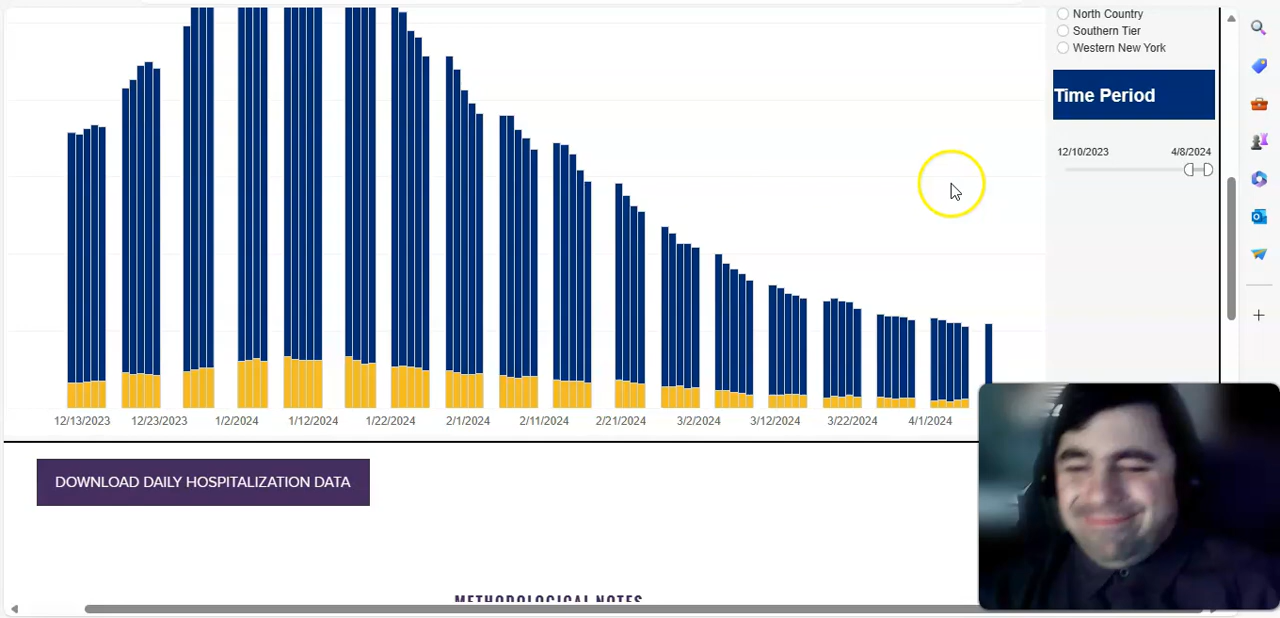 North Country
Southern Tier
Western New York
Time Period
12/10/2023 4/8/2024
12/13/2023 12/23/2023 1/2/2024 1/12/2024 1/22/2024 2/1/2024 2/11/2024 2/21/2024 3/2/2024 3/12/2024 3/22/2024 4/1/2024
DOWNLOAD DAILY HOSPITALIZATION DATA
METHODOLOGICAL NOTES